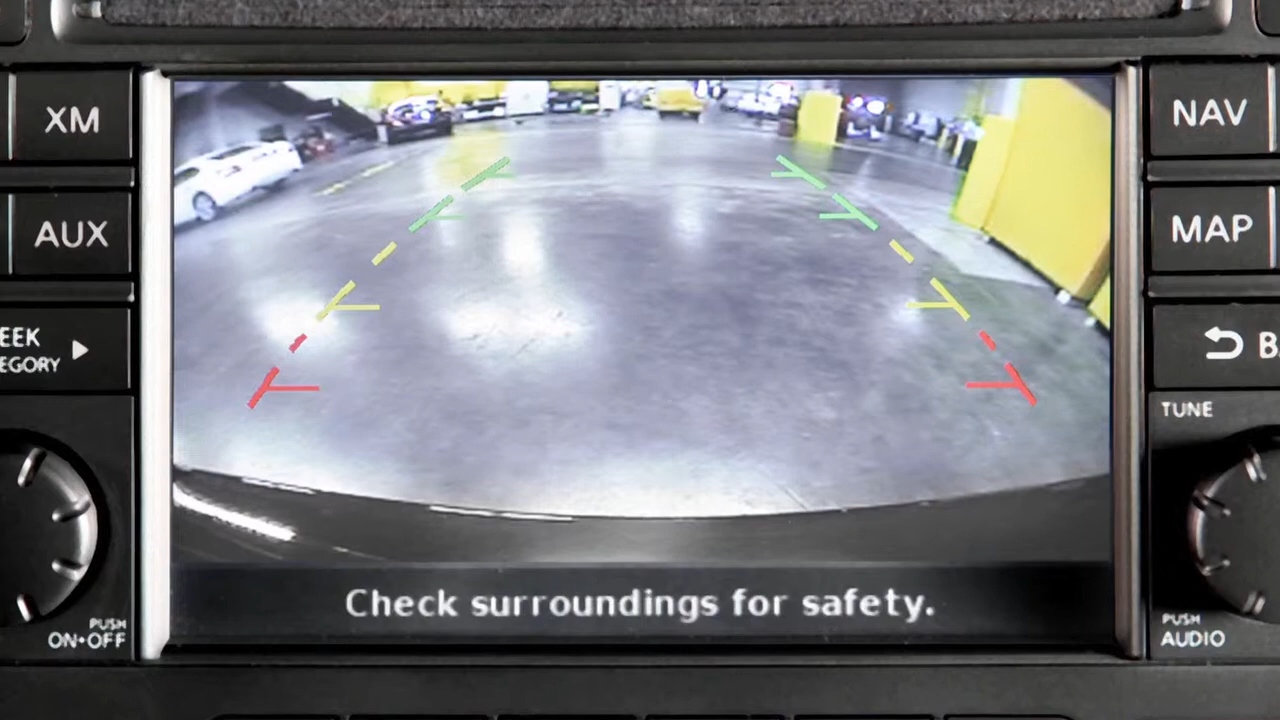 XM
AUX
EEK
EGORY
PUSH
ON•OFF
Check surroundings for safety.
NAV
MAP
B
TUNE
PUSH
AUDIO